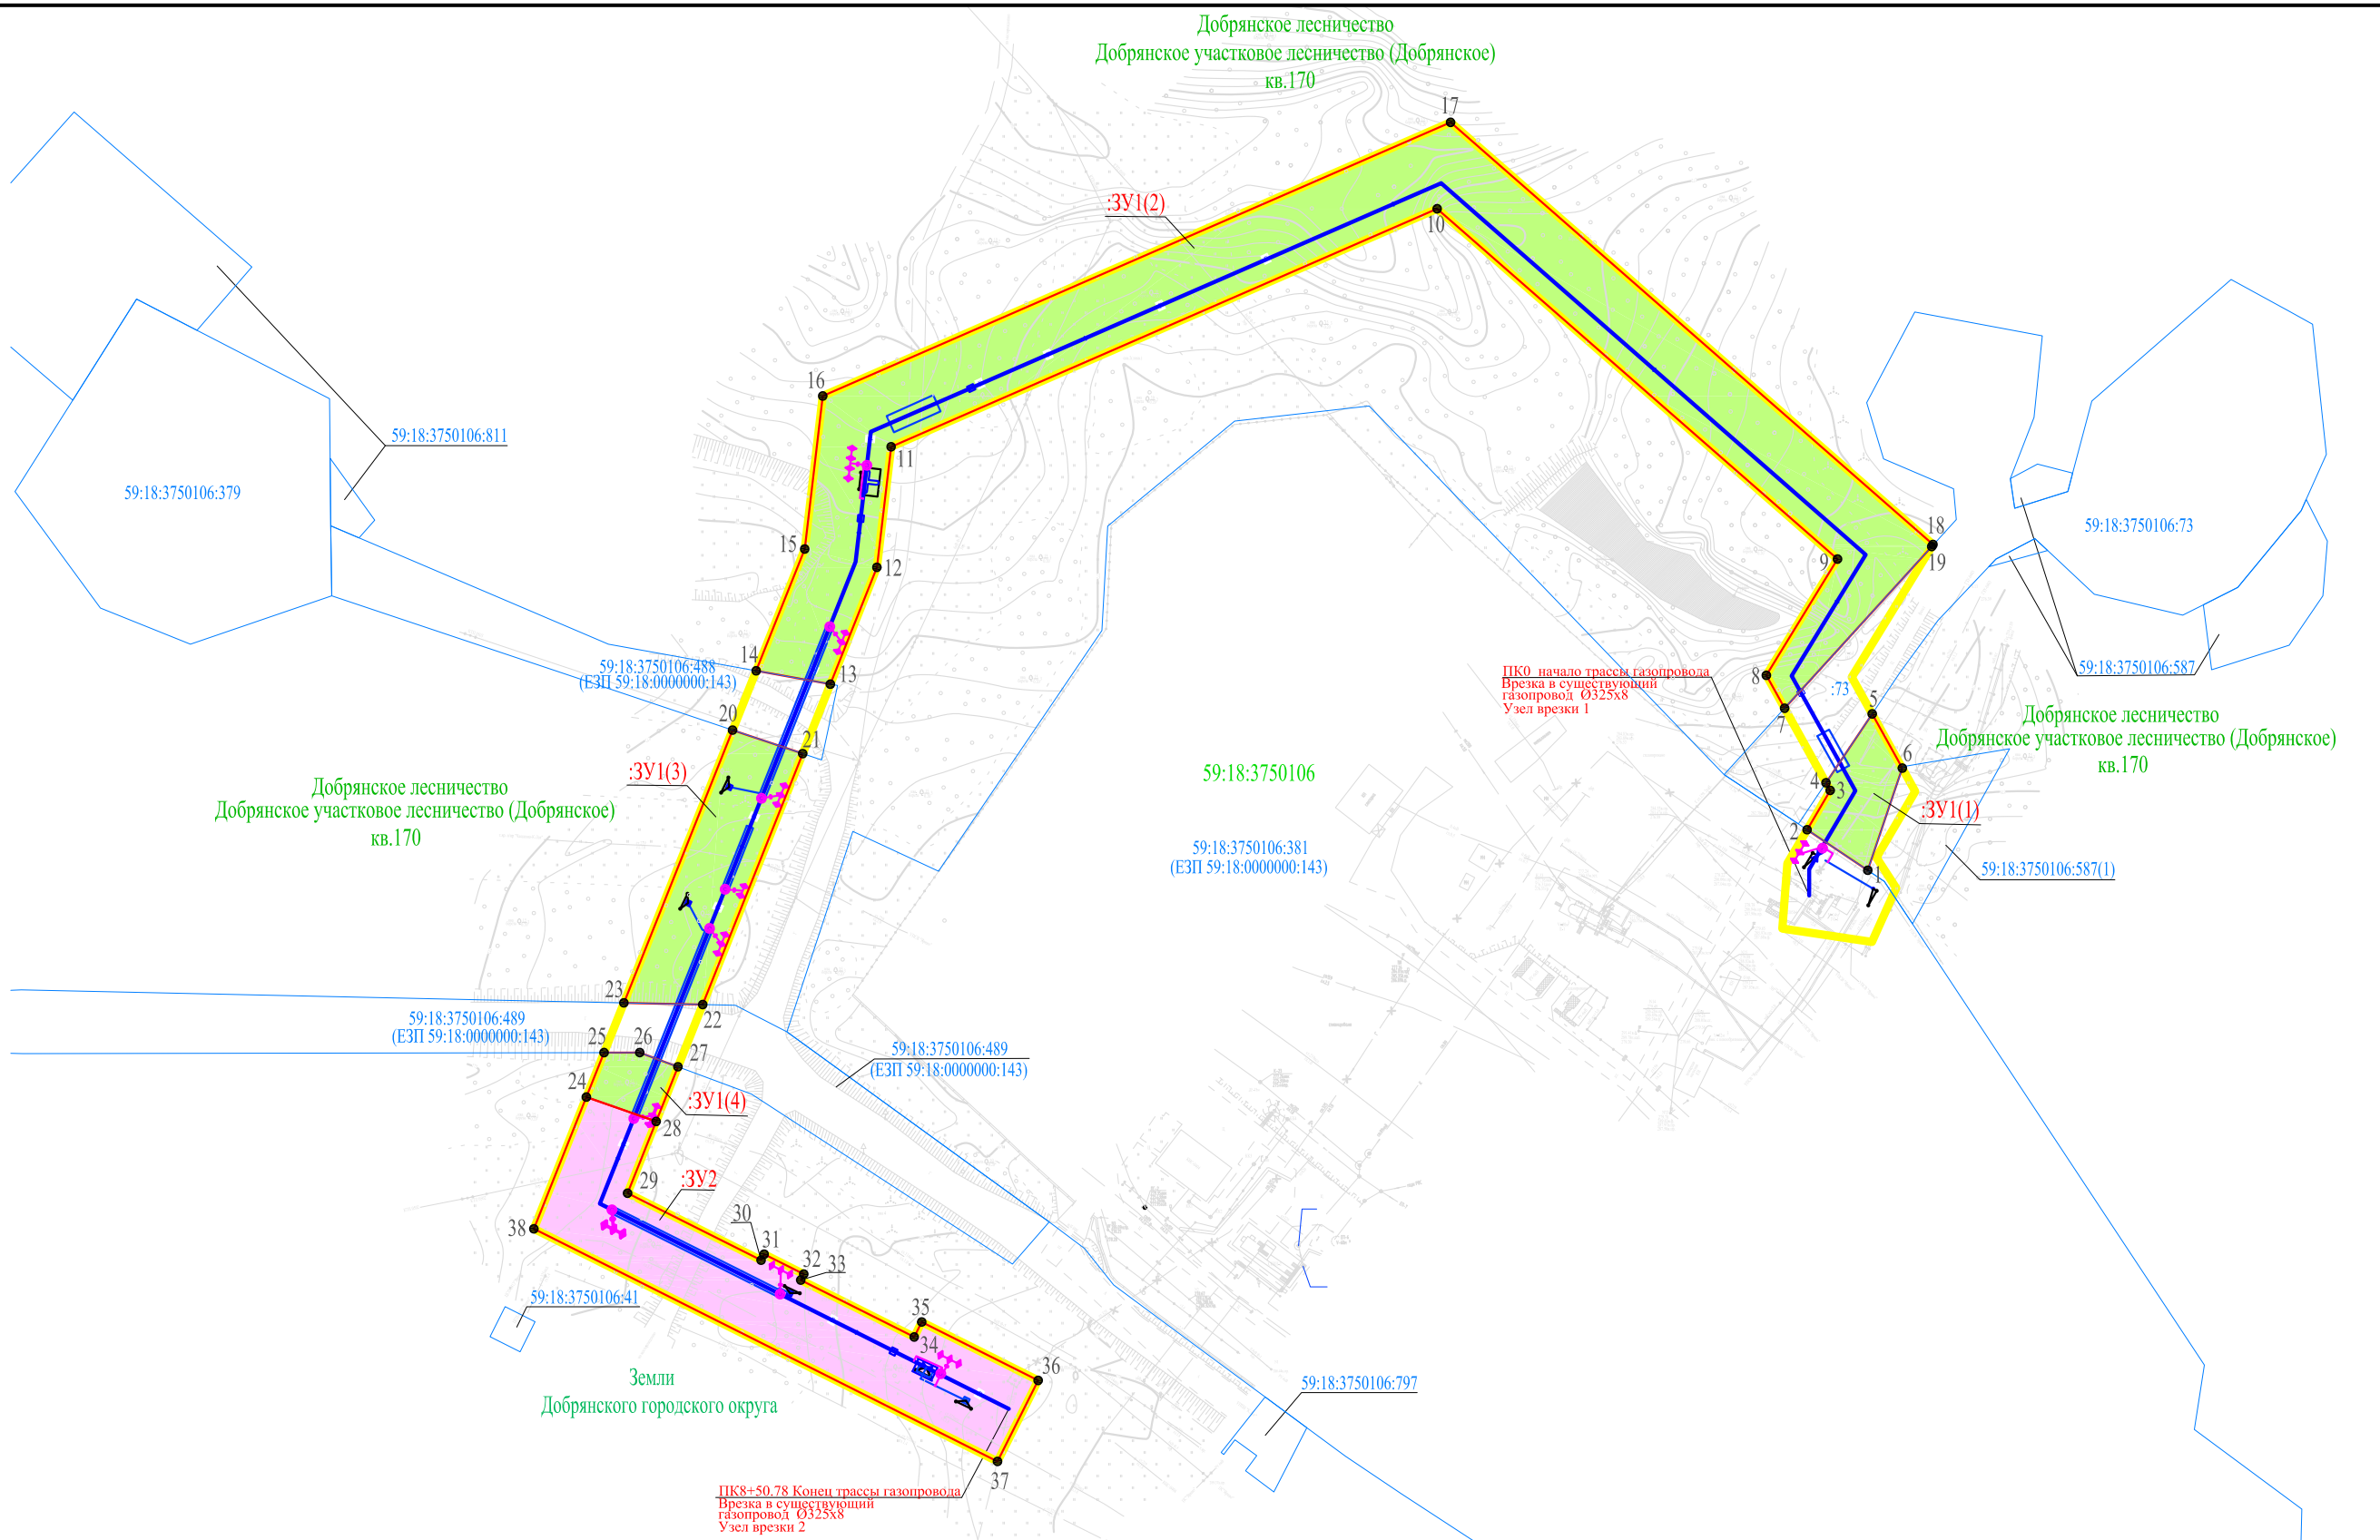 Добрянское лесничество
Добрянское участковое лесничество (Добрянское)
кв.170
17
:ЗУ1(2)
10
16
59:18:3750106:811
11
59:18:3750106:379
15
12
18
9
19
59:18:3750106:73
14
13
59:18:3750106:488
(ЕЗП 59:18:0000000:143)
8
ПК0  начало трассы газопровода
Врезка в существующий
газопровод  Ø325х8
Узел врезки 1
:73
59:18:3750106:587
20
21
7
5
Добрянское лесничество
Добрянское участковое лесничество (Добрянское)
кв.170
6
:ЗУ1(3)
59:18:3750106
Добрянское лесничество
Добрянское участковое лесничество (Добрянское)
кв.170
4
3
:ЗУ1(1)
2
59:18:3750106:381
(ЕЗП 59:18:0000000:143)
1
59:18:3750106:587(1)
23
22
59:18:3750106:489
(ЕЗП 59:18:0000000:143)
25
26
27
59:18:3750106:489
(ЕЗП 59:18:0000000:143)
24
:ЗУ1(4)
28
29
:ЗУ2
30
38
31
32
33
59:18:3750106:41
35
34
36
Земли
Добрянского городского округа
59:18:3750106:797
37
ПК8+50.78 Конец трассы газопровода
Врезка в существующий
газопровод  Ø325х8
Узел врезки 2